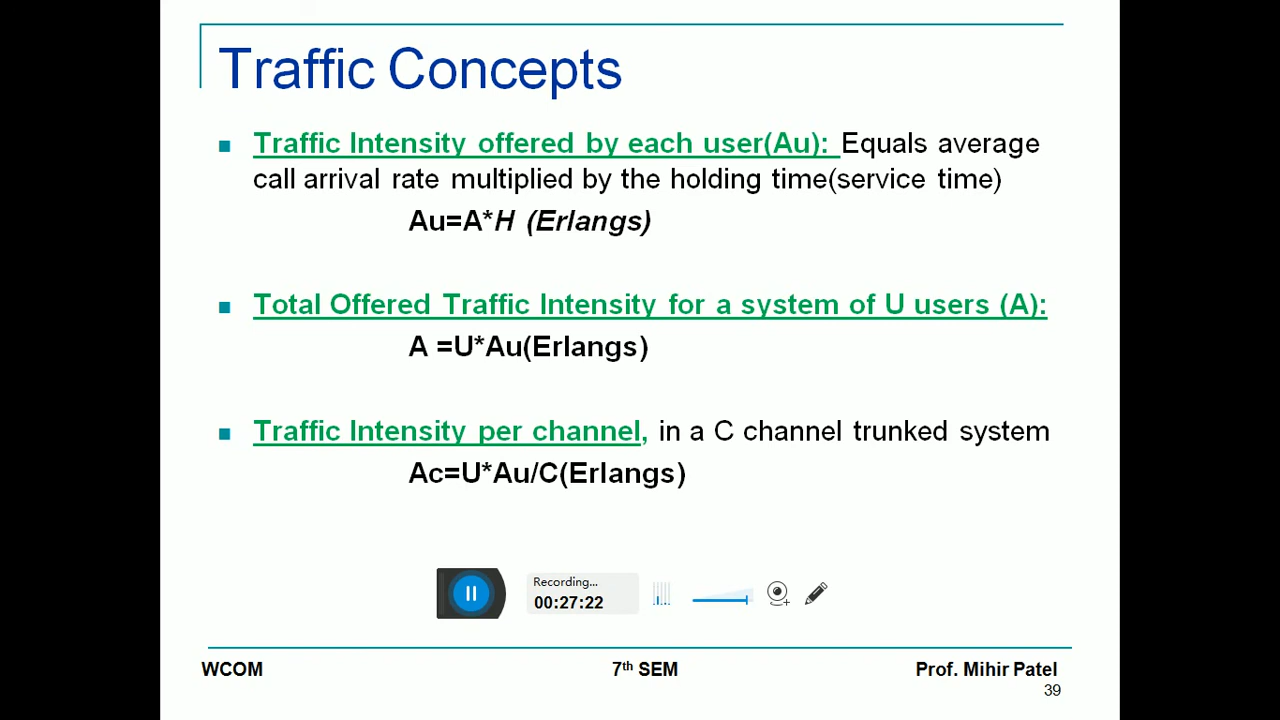 Traffic Concepts
Traffic Intensity offered by each user(Au): Equals average
call arrival rate multiplied by the holding time(service time)
Au=A*H (Erlangs)
Total Offered Traffic Intensity for a system of U users (A):
A =U*Au(Erlangs)
Traffic Intensity per channel, in a C channel trunked system
Ac=U*Au/C(Erlangs)
Recording...
00:27:22
WCOM 7th SEM Prof. Mihir Patel
39